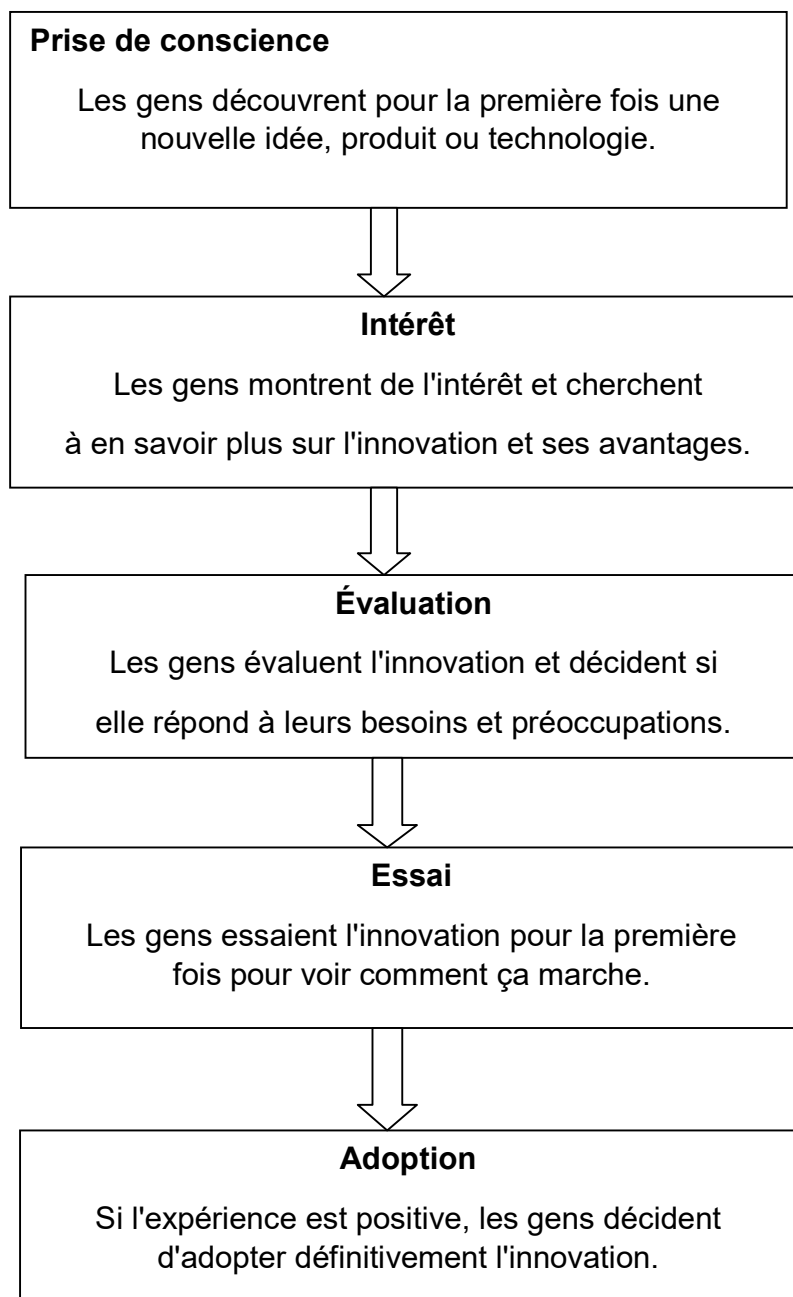 Prise de conscience
Les gens découvrent pour la première fois une
nouvelle idée, produit ou technologie.
Intérêt
Les gens montrent de l'intérêt et cherchent
à en savoir plus sur l'innovation et ses avantages.
Évaluation
Les gens évaluent l'innovation et décident si
elle répond à leurs besoins et préoccupations.
Essai
Les gens essaient l'innovation pour la première
fois pour voir comment ça marche.
Adoption
Si l'expérience est positive, les gens décident
d'adopter définitivement l'innovation.